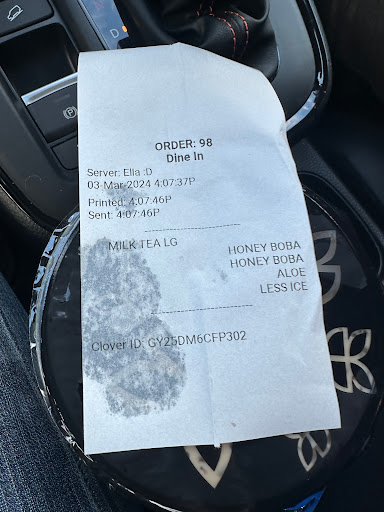 ORDER: 98
Dine In
Server: Ella :D
03-Mar-2024 4:07:37P
Printed: 4:07:46P
Sent: 4:07:46P
MILK TEA LG HONEY BOBA
HONEY BOBA
ALOE
LESS ICE
Clover ID: GY25DM6CFP302